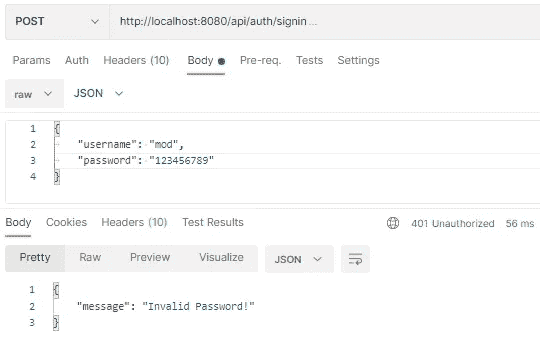 POST http://localhost:8080/api/auth/signin ...
Params Auth Headers (10) Body Pre-req. Tests Settings
raw JSON
1 {
2 "username": "mod",
3 "password": "123456789"
4 }
Body Cookies Headers (10) Test Results 401 Unauthorized 56 ms
Pretty Raw Preview Visualize JSON
1 {
2 "message": "Invalid Password!"
3 }